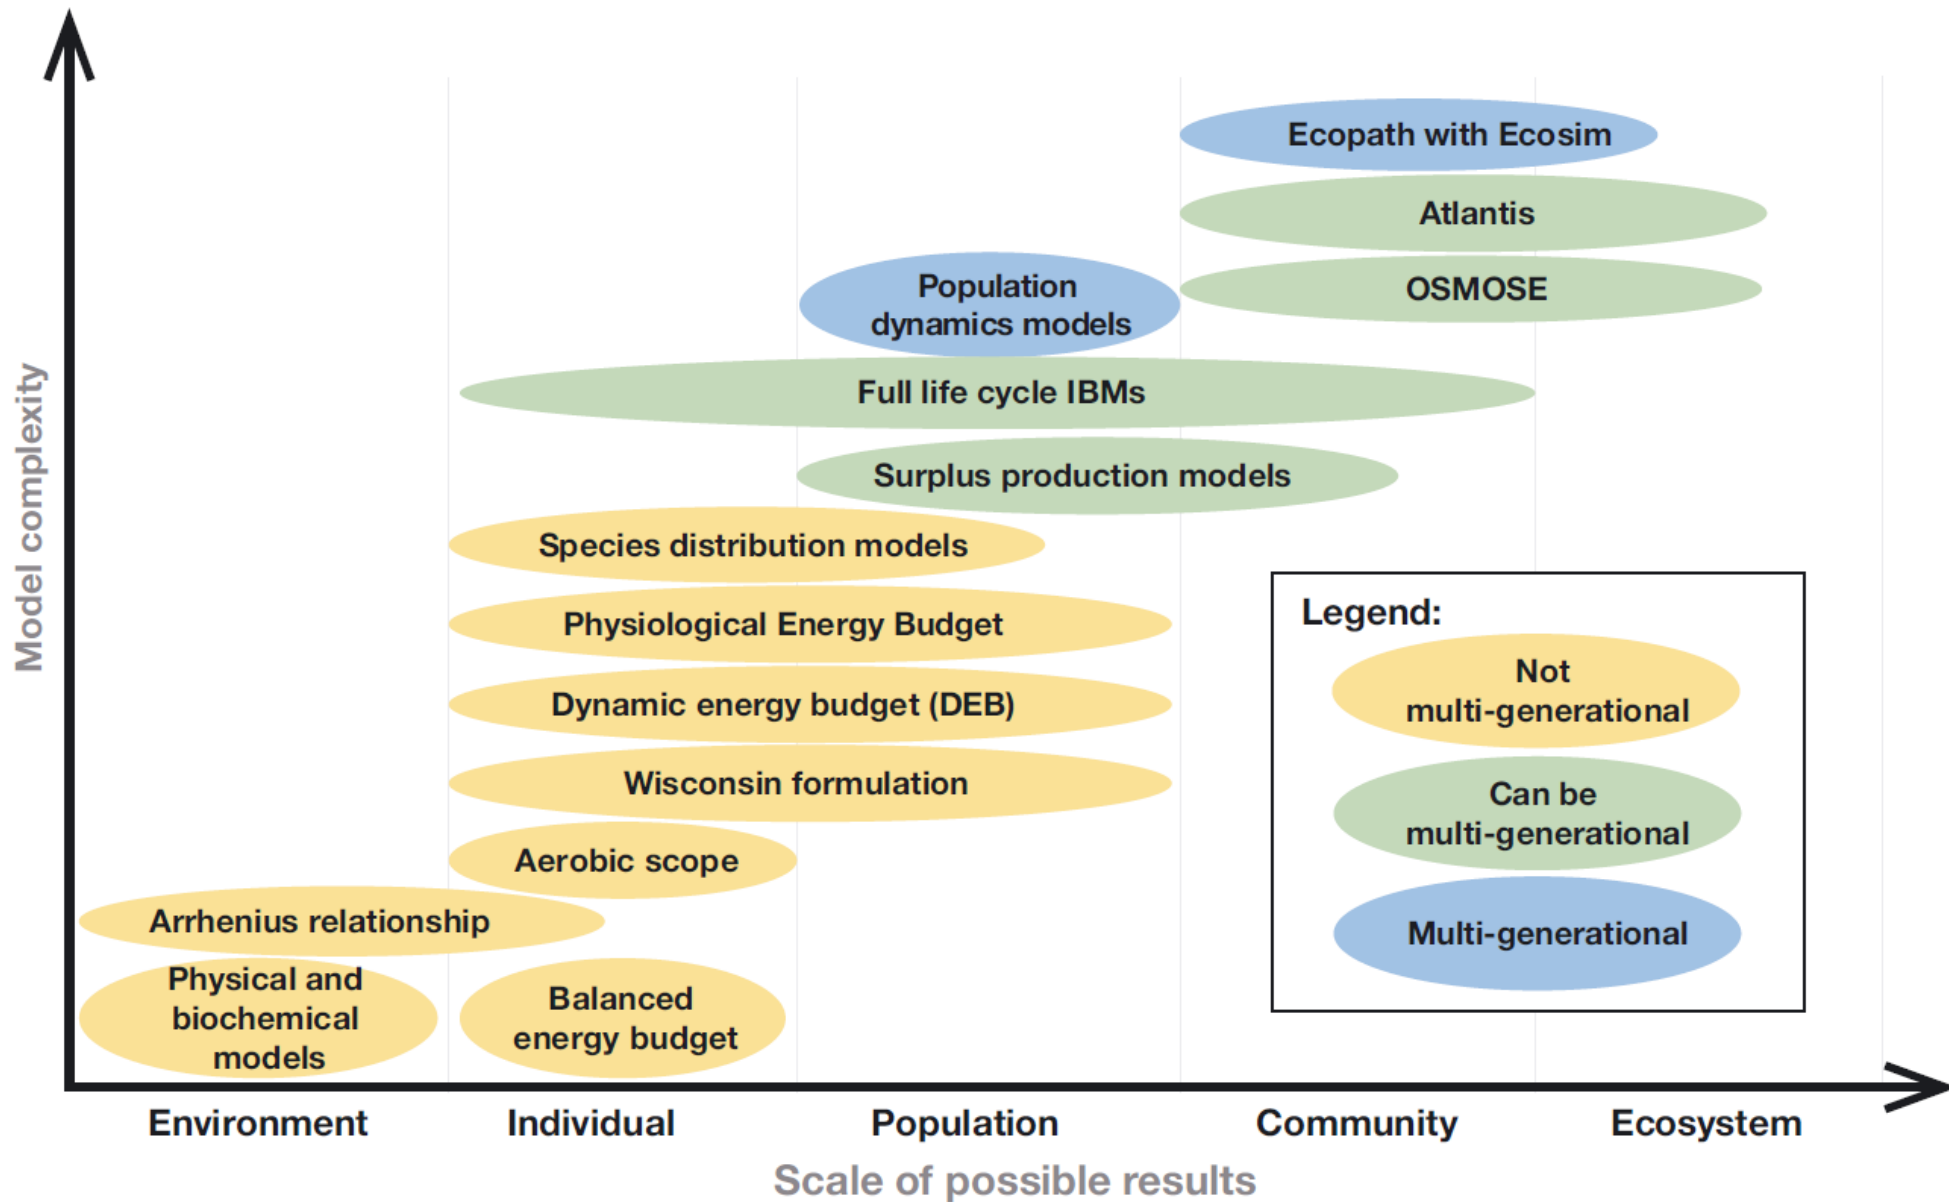 Model complexity
Ecopath with Ecosim
Atlantis
OSMOSE
Population
dynamics models
Full life cycle IBMs
Surplus production models
Species distribution models
Physiological Energy Budget
Dynamic energy budget (DEB)
Wisconsin formulation
Aerobic scope
Arrhenius relationship
Physical and
biochemical
models
Balanced
energy budget
Legend:
Not
multi-generational
Can be
multi-generational
Multi-generational
Environment
Individual
Population
Community
Ecosystem
Scale of possible results